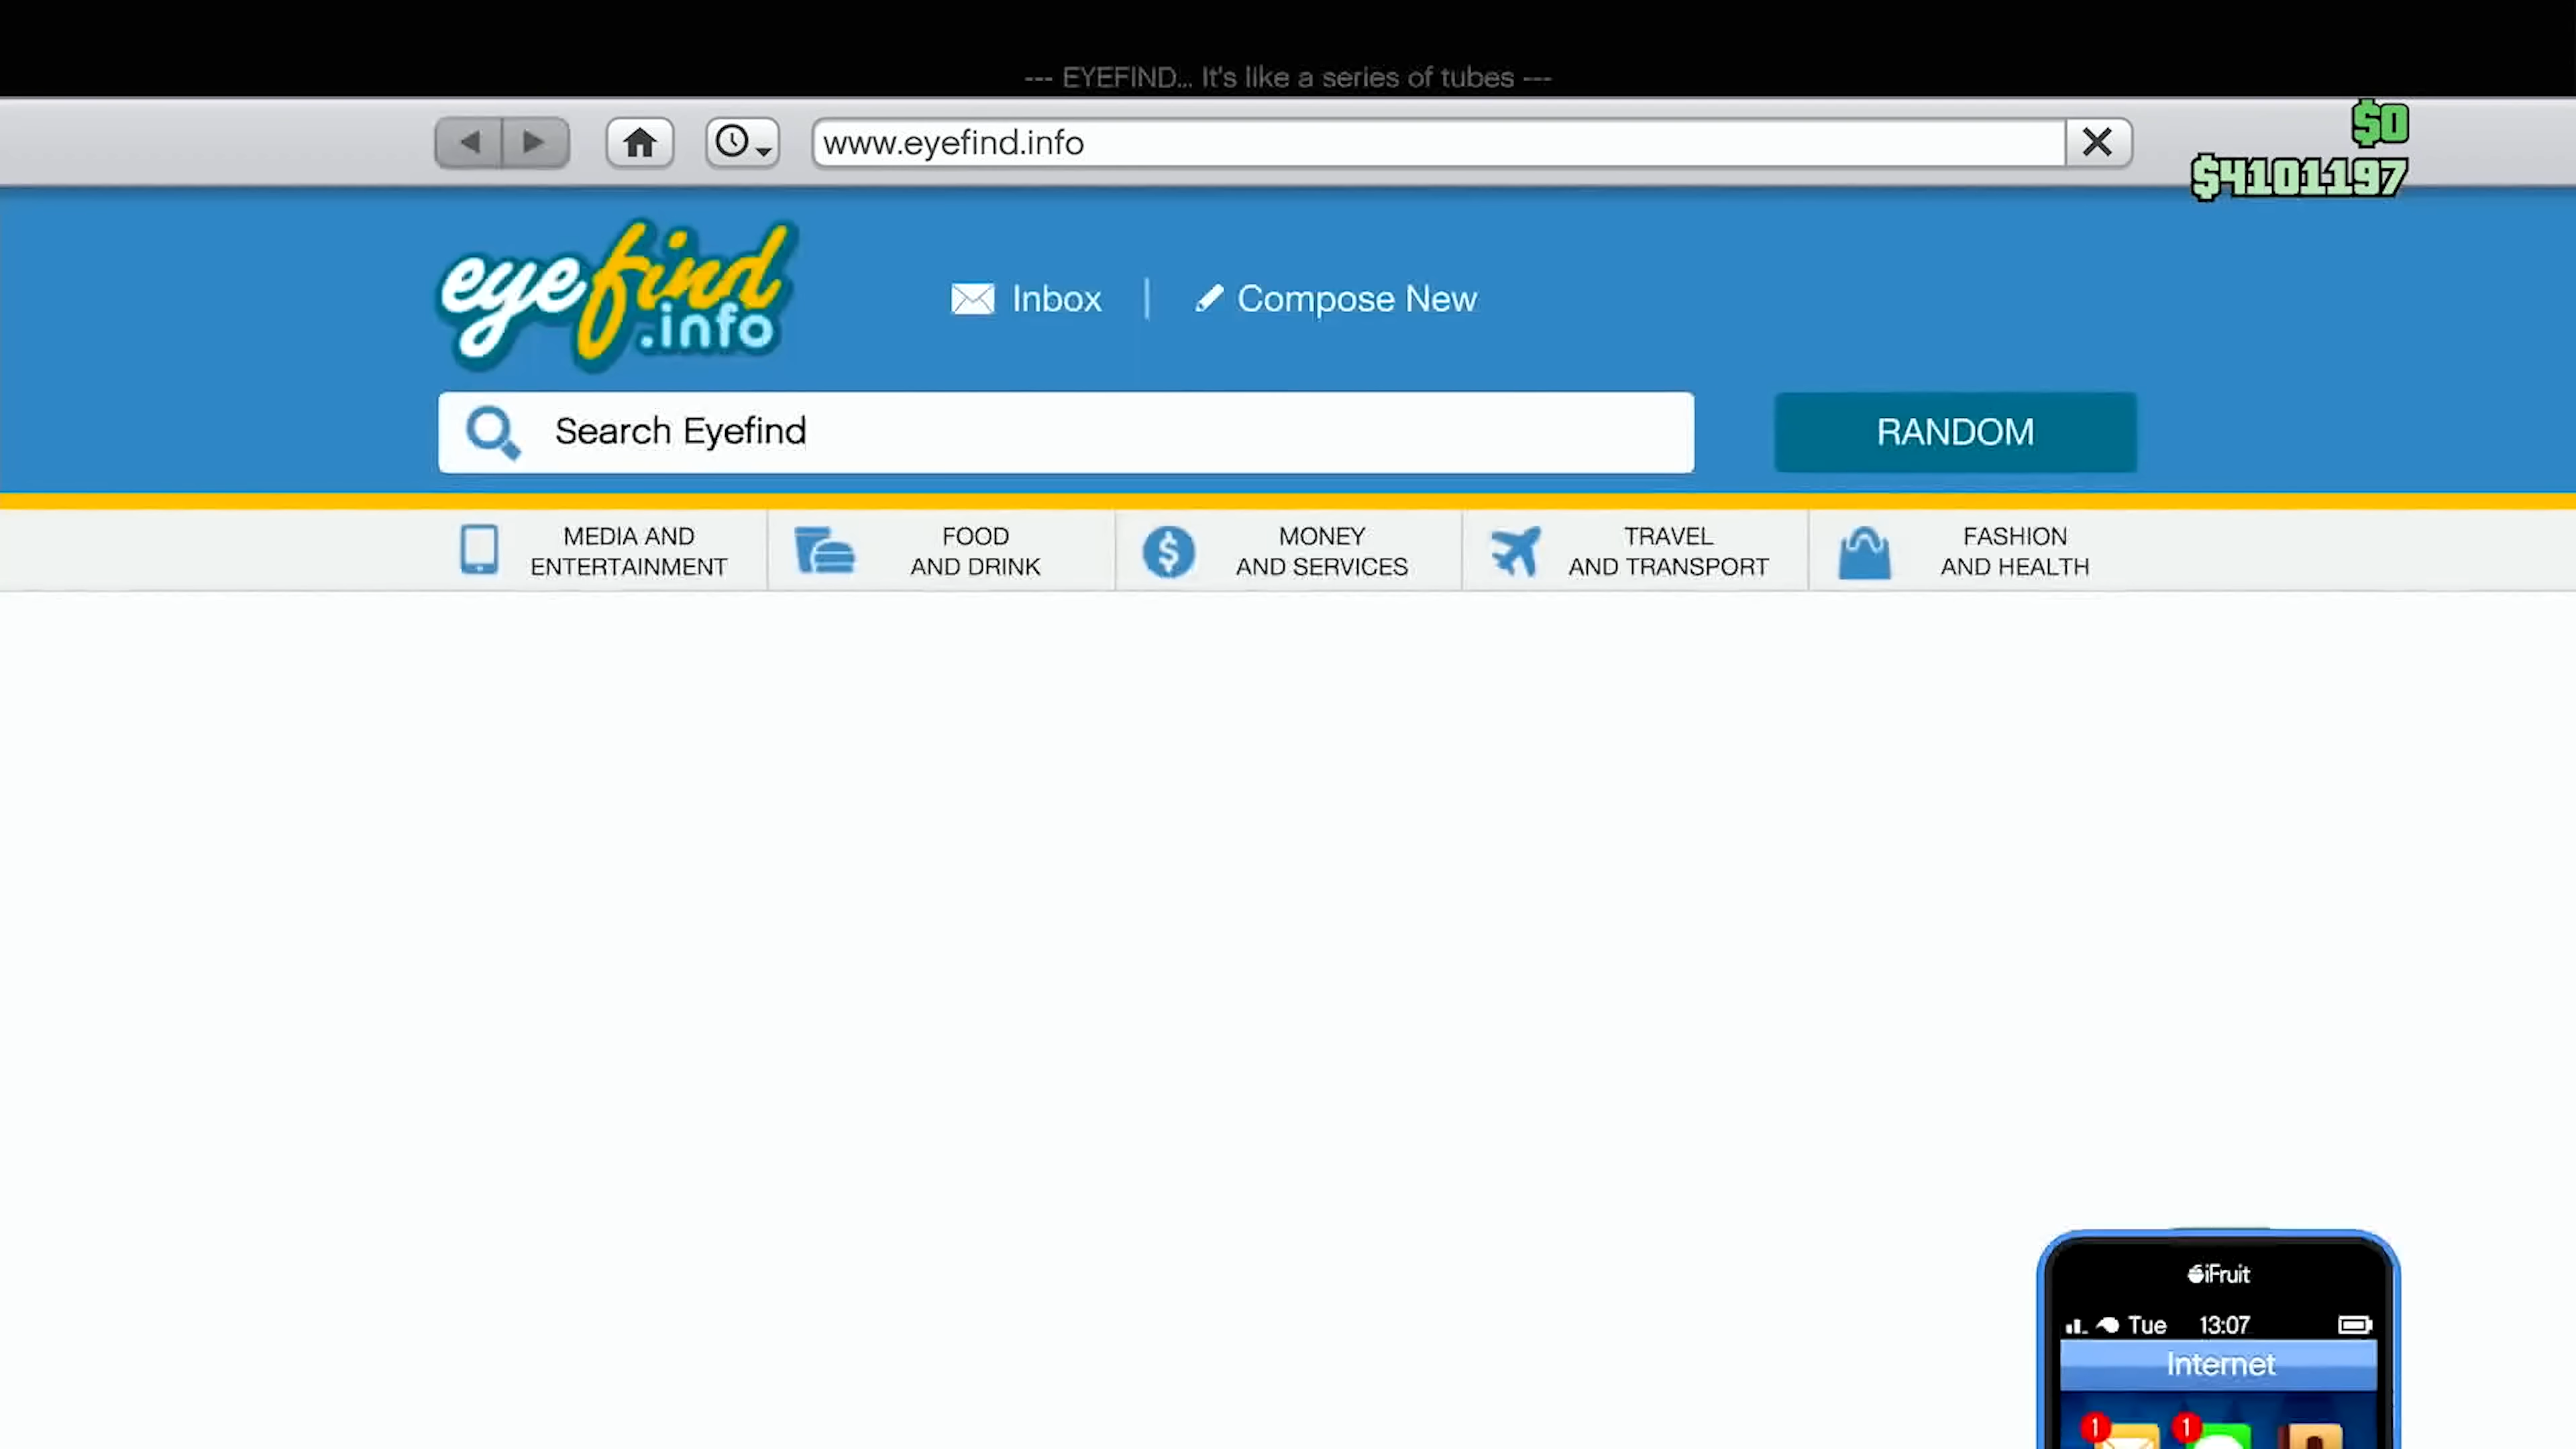 --- EYEFIND... It's like a series of tubes ---
www.eyefind.info
$0
$4101197
eyefind
.info
Inbox
Compose New
Search Eyefind
RANDOM
MEDIA AND
ENTERTAINMENT
FOOD
AND DRINK
MONEY
AND SERVICES
TRAVEL
AND TRANSPORT
FASHION
AND HEALTH
iFruit
Tue 13:07
Internet
1 1